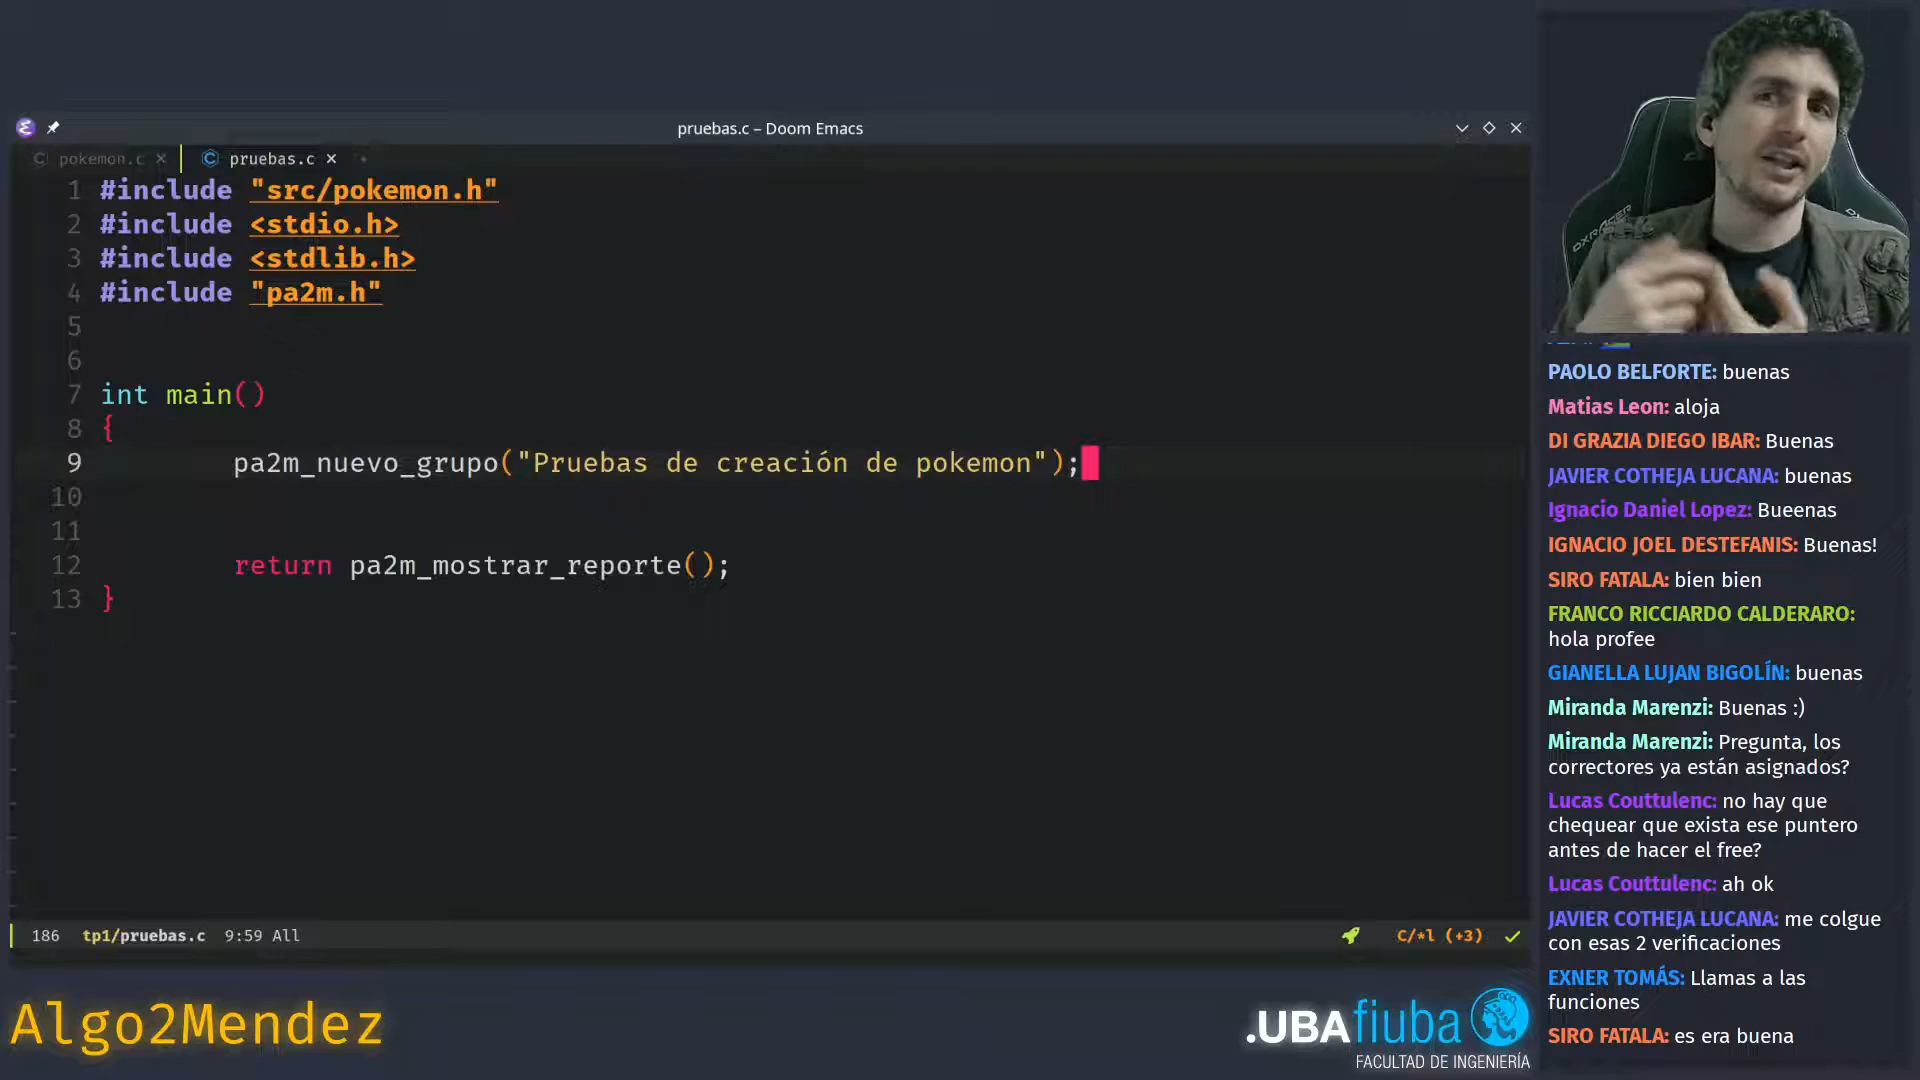 pruebas.c – Doom Emacs
pokemon.c
pruebas.c
1 #include "src/pokemon.h"
2 #include <stdio.h>
3 #include <stdlib.h>
4 #include "pa2m.h"
5
6
7 int main()
8 {
9 pa2m_nuevo_grupo("Pruebas de creación de pokemon");
10
11
12 return pa2m_mostrar_reporte();
13 }
186 tp1/pruebas.c 9:59 All
C/*l (+3)
Algo2Mendez
.UBAfiuba
FACULTAD DE INGENIERÍA
DXRACER
PAOLO BELFORTE: buenas
Matias Leon: aloja
DI GRAZIA DIEGO IBAR: Buenas
JAVIER COTHEJA LUCANA: buenas
Ignacio Daniel Lopez: Bueenas
IGNACIO JOEL DESTEFANIS: Buenas!
SIRO FATALA: bien bien
FRANCO RICCIARDO CALDERARO:
hola profee
GIANELLA LUJAN BIGOLÍN: buenas
Miranda Marenzi: Buenas :)
Miranda Marenzi: Pregunta, los
correctores ya están asignados?
Lucas Couttulenc: no hay que
chequear que exista ese puntero
antes de hacer el free?
Lucas Couttulenc: ah ok
JAVIER COTHEJA LUCANA: me colgue
con esas 2 verificaciones
EXNER TOMÁS: Llamas a las
funciones
SIRO FATALA: es era buena